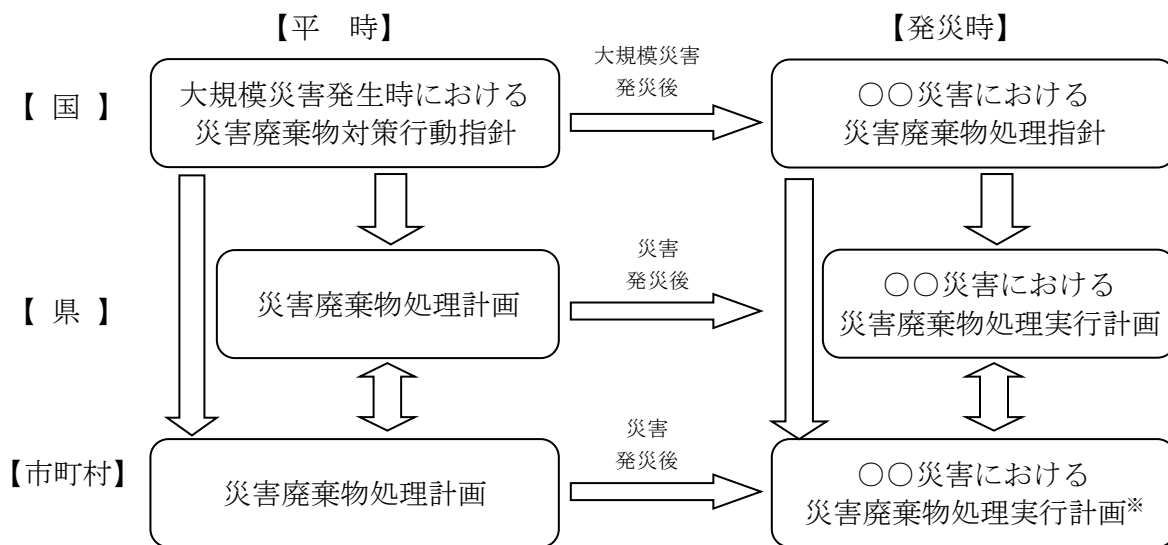 【平　時】
【発災時】
【 国 】
大規模災害発生時における
災害廃棄物対策行動指針
大規模災害
発災後
○○災害における
災害廃棄物処理指針
【 県 】
災害廃棄物処理計画
災害
発災後
○○災害における
災害廃棄物処理実行計画
【市町村】
災害廃棄物処理計画
災害
発災後
○○災害における
災害廃棄物処理実行計画※